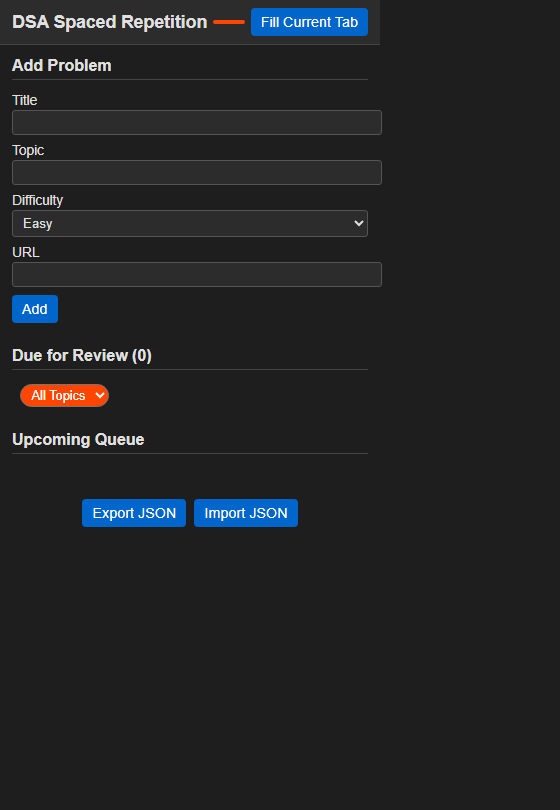 DSA Spaced Repetition Fill Current Tab
Add Problem
Title
Topic
Difficulty
Easy
URL
Add
Due for Review (0)
All Topics
Upcoming Queue
Export JSON Import JSON